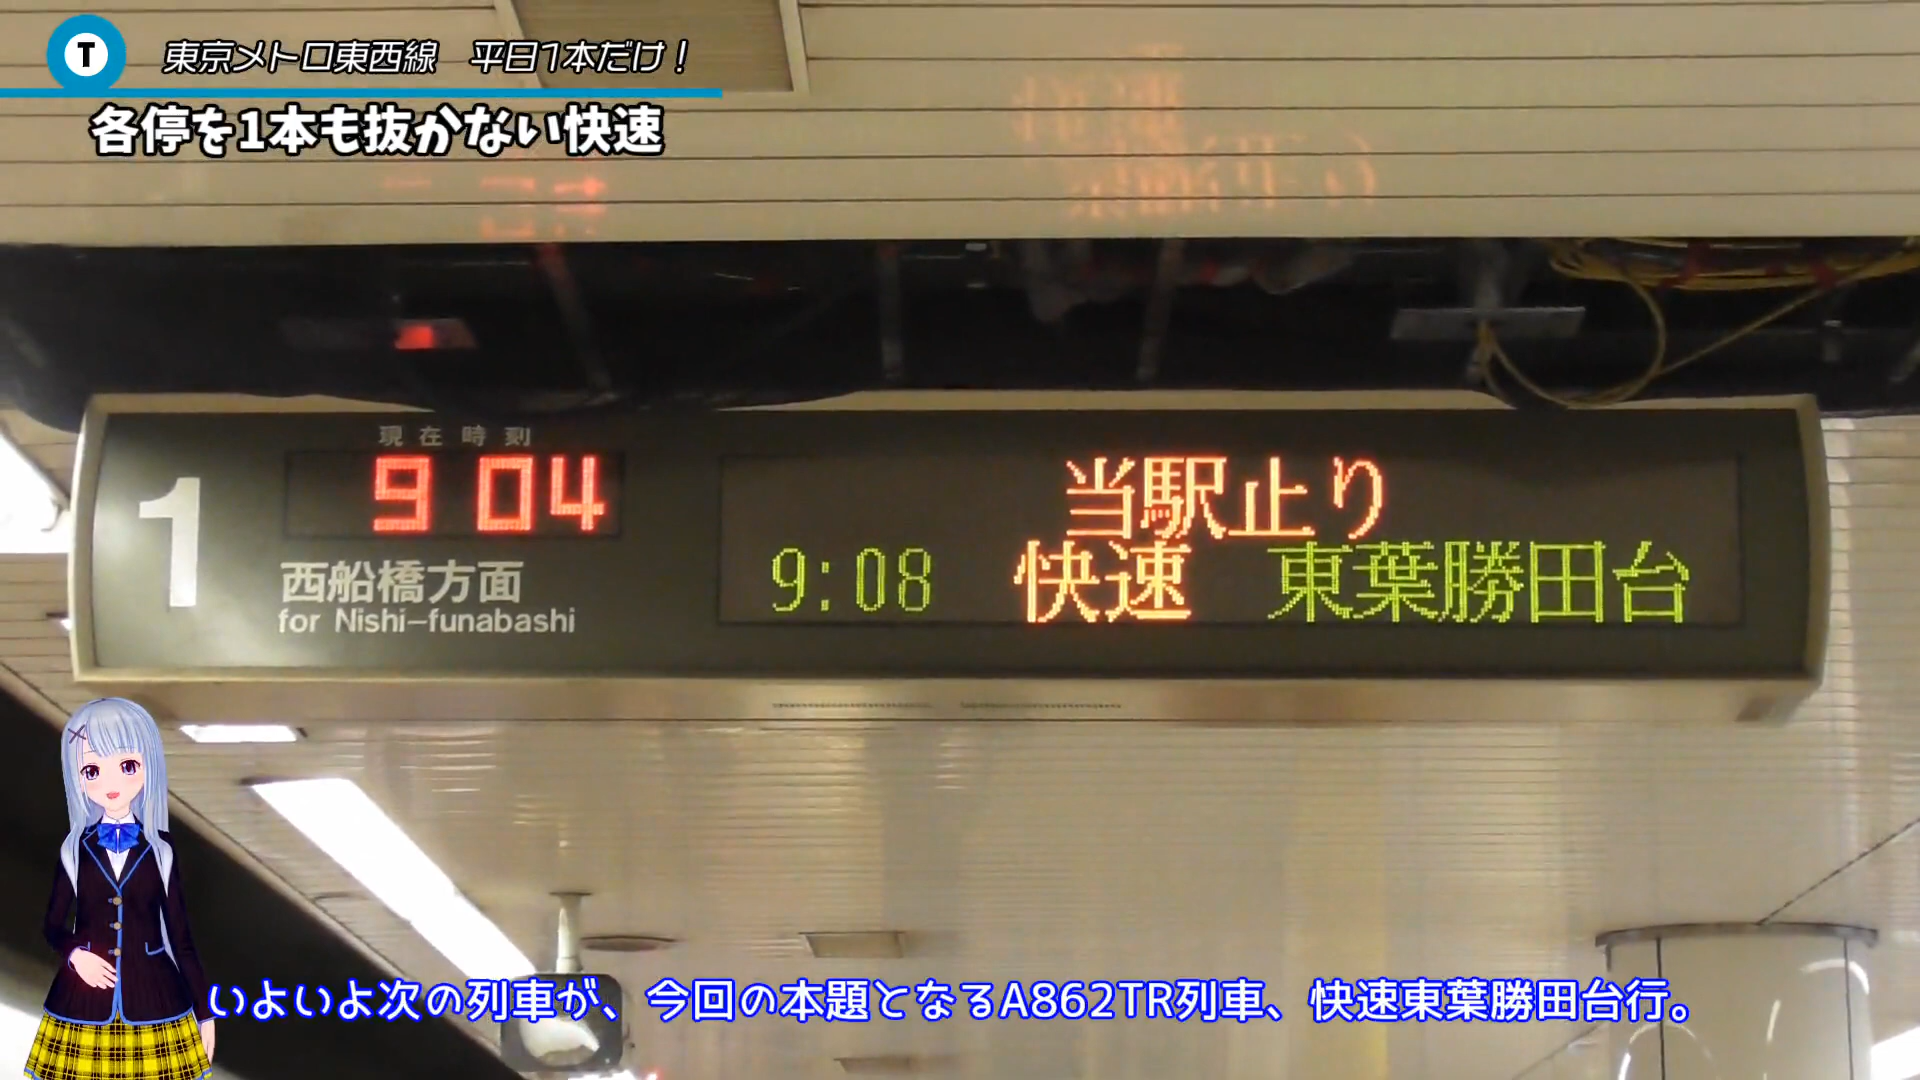 T 東京メトロ東西線 平日1本だけ!
各停を1本も抜かない快速
現在時刻
9 04
1
西船橋方面
for Nishi-funabashi
当駅止り
9:08 快速 東葉勝田台
いよいよ次の列車が、今回の本題となるA862TR列車、快速東葉勝田台行。